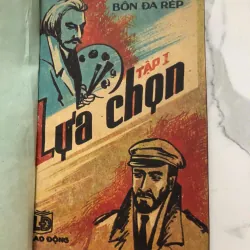 BÔN ĐA RÉP
Lựa chọn
TẬP I
AO ĐỘNG